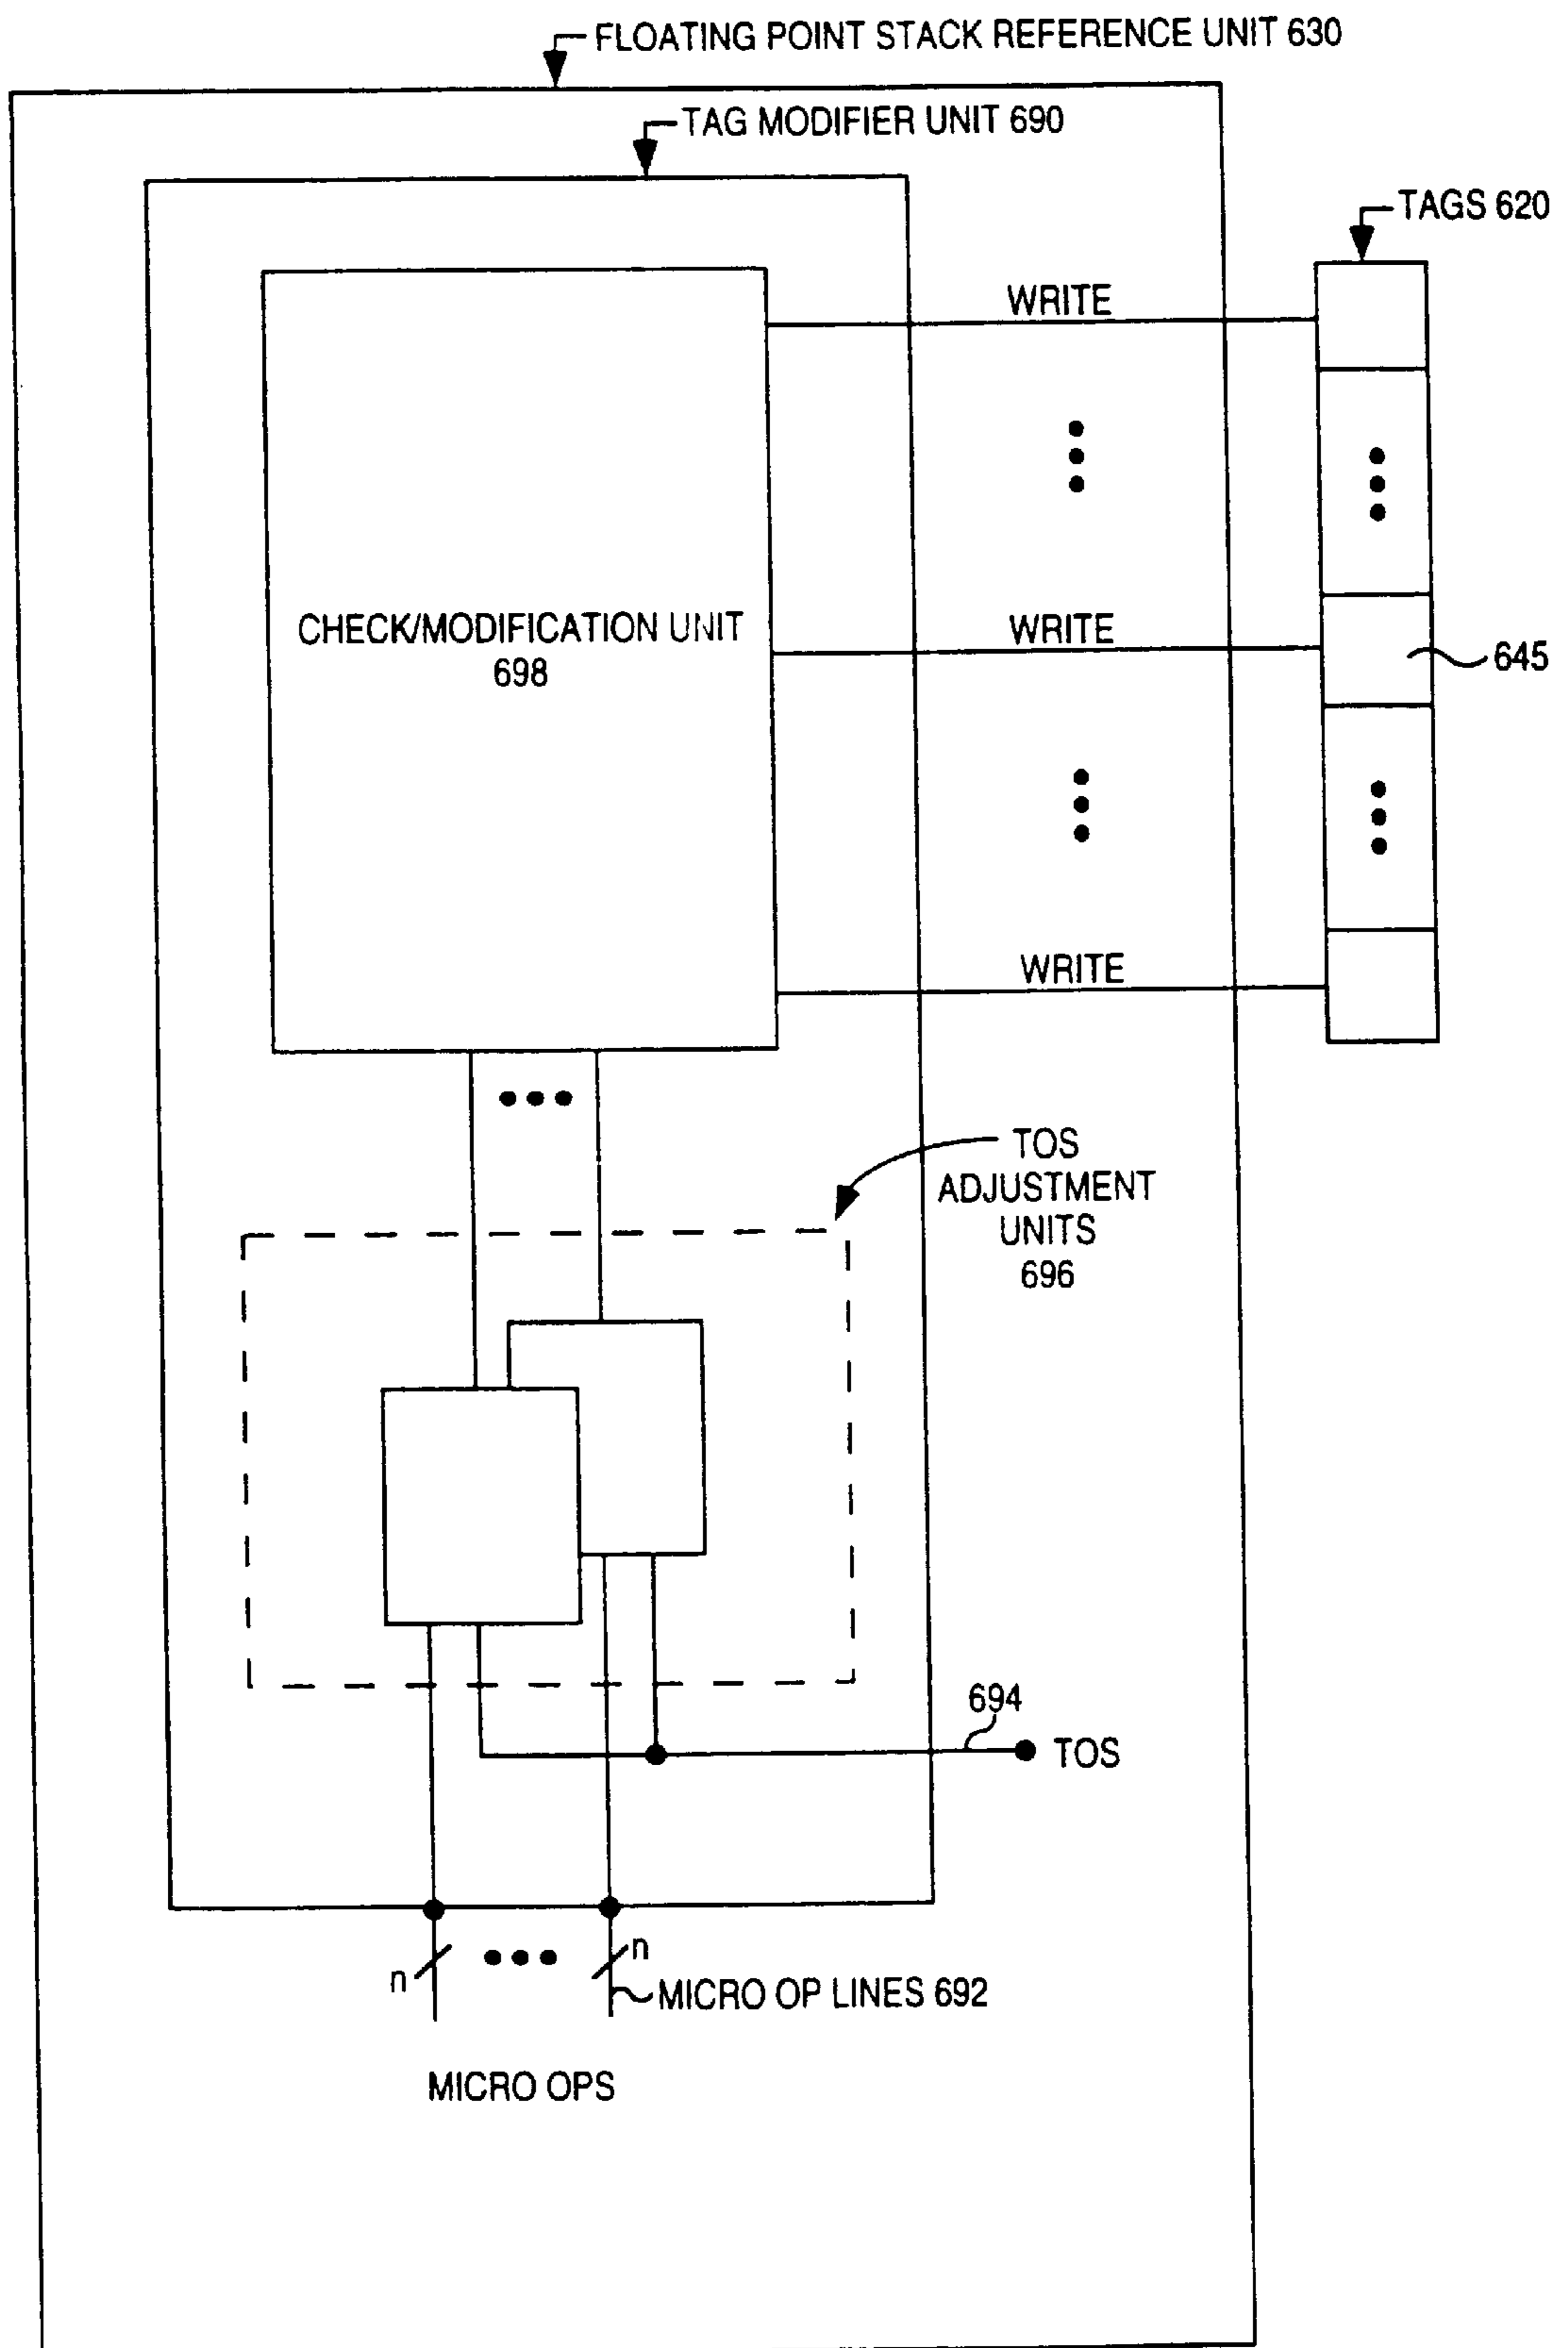 FLOATING POINT STACK REFERENCE UNIT 630
TAG MODIFIER UNIT 690
TAGS 620
WRITE
CHECK/MODIFICATION UNIT
698
WRITE
645
WRITE
TOS
ADJUSTMENT
UNITS
696
694
TOS
n
n
MICRO OP LINES 692
MICRO OPS